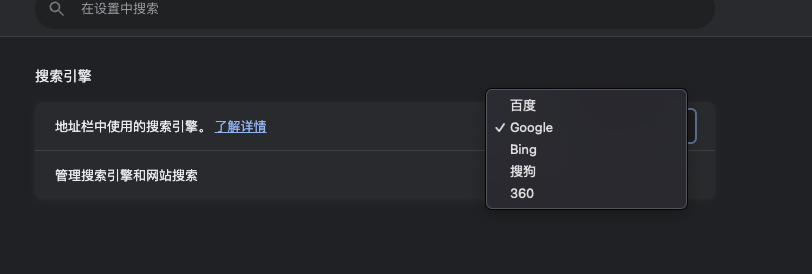 在设置中搜索
搜索引擎
地址栏中使用的搜索引擎。 了解详情
管理搜索引擎和网站搜索
百度
✓ Google
Bing
搜狗
360